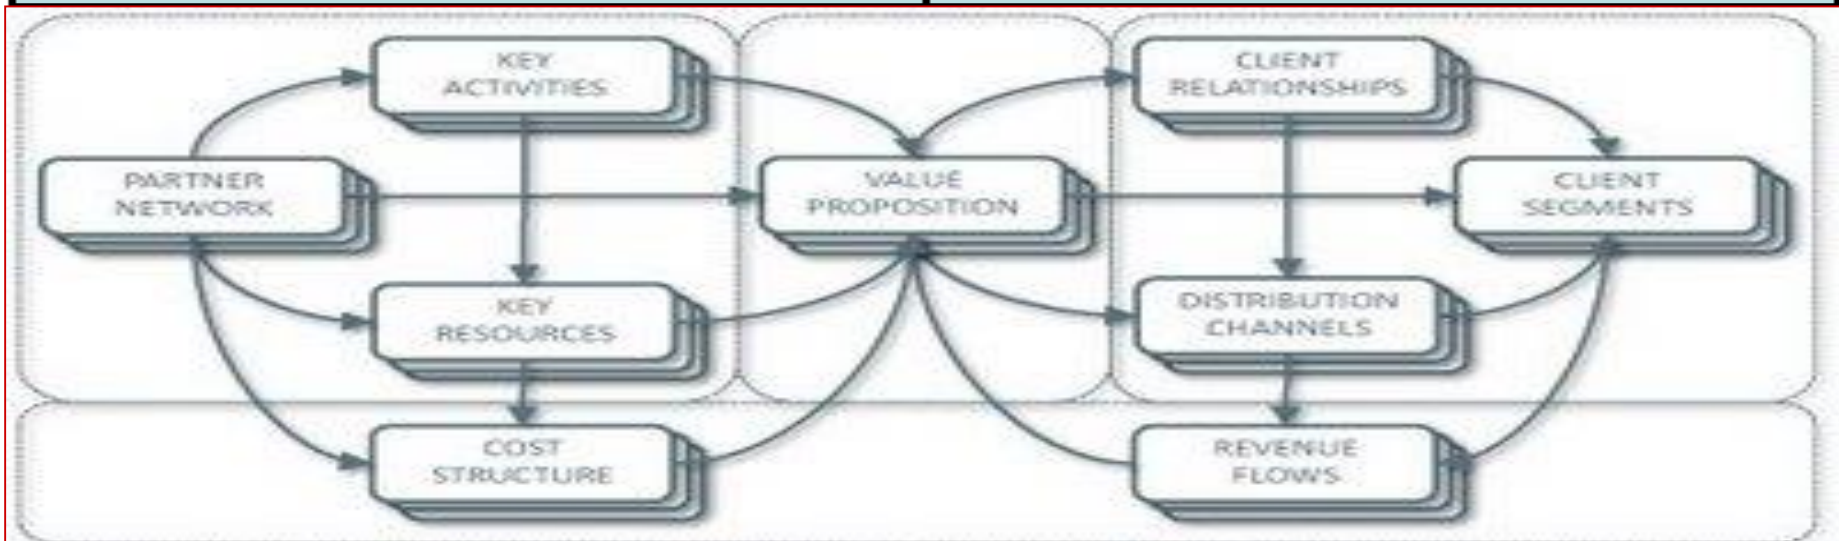 KEY
ACTIVITIES
CLIENT
RELATIONSHIPS
PARTNER
NETWORK
VALUE
PROPOSITION
CLIENT
SEGMENTS
KEY
RESOURCES
DISTRIBUTION
CHANNELS
COST
STRUCTURE
REVENUE
FLOWS